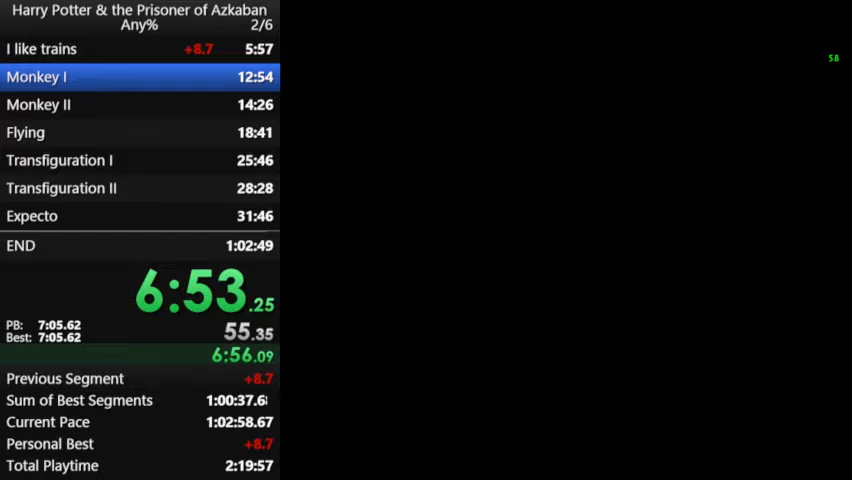 Harry Potter & the Prisoner of Azkaban
Any% 2/6
I like trains +8.7 5:57
Monkey I 12:54
Monkey II 14:26
Flying 18:41
Transfiguration I 25:46
Transfiguration II 28:28
Expecto 31:46
END 1:02:49
6:53.25
PB: 7:05.62
Best: 7:05.62
55.35
6:56.09
Previous Segment +8.7
Sum of Best Segments 1:00:37.6
Current Pace 1:02:58.67
Personal Best +8.7
Total Playtime 2:19:57
58